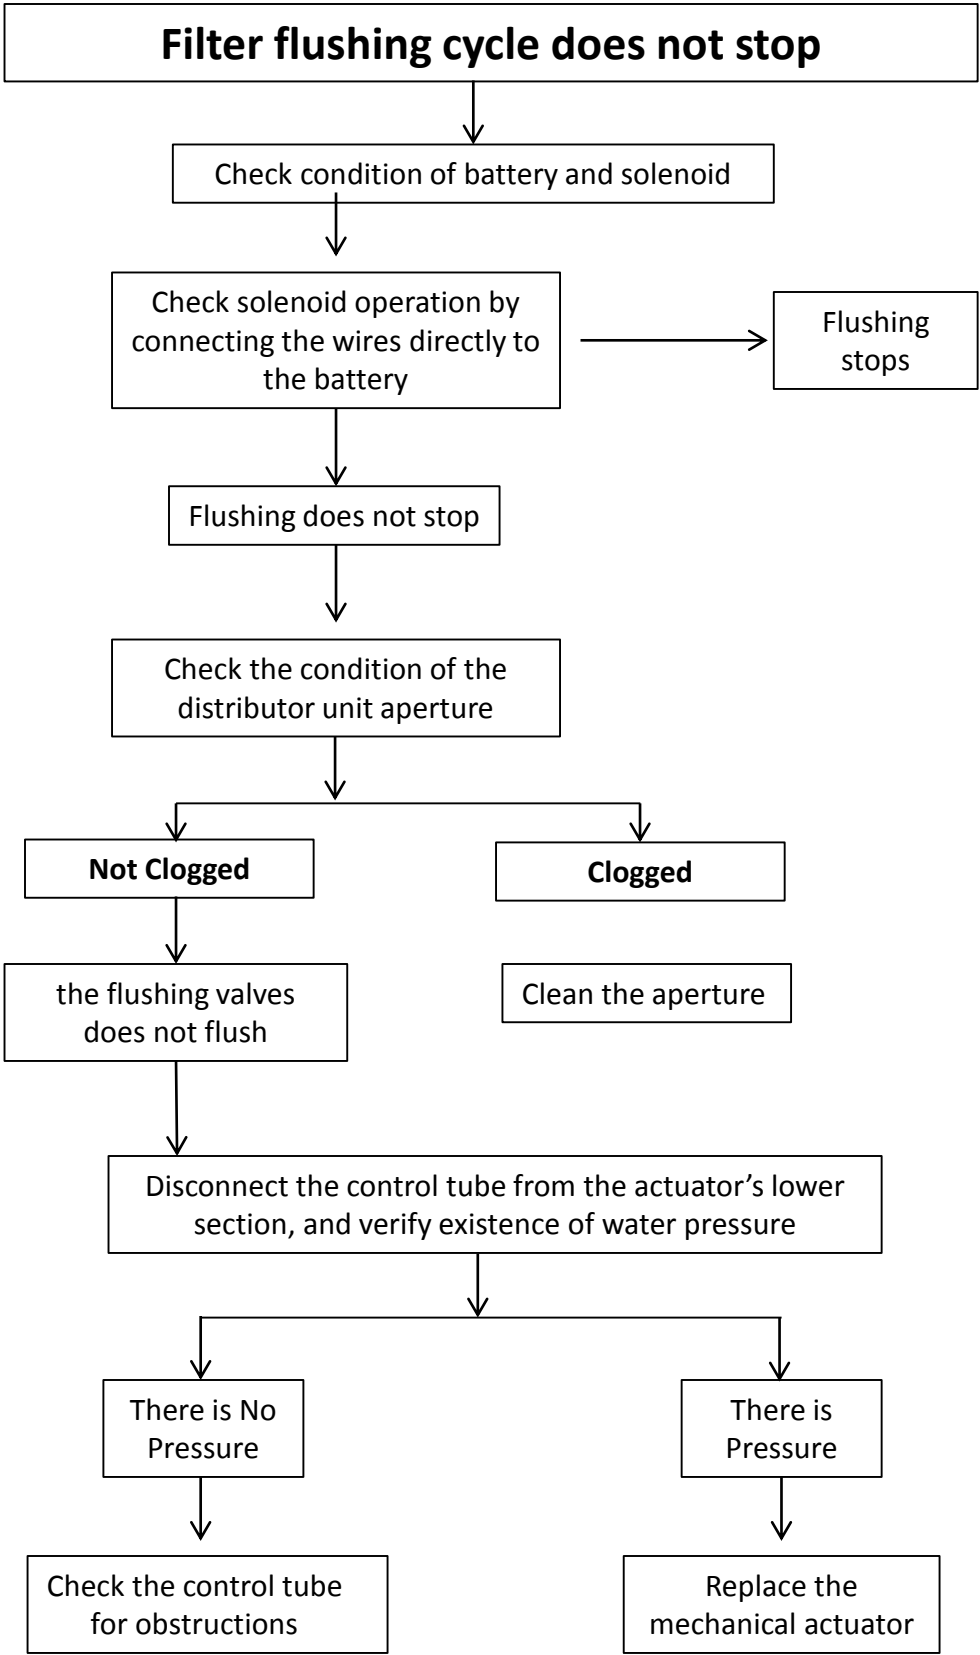 Filter flushing cycle does not stop
Check condition of battery and solenoid
Check solenoid operation by
connecting the wires directly to
the battery
Flushing
stops
Flushing does not stop
Check the condition of the
distributor unit aperture
Not Clogged
Clogged
the flushing valves
does not flush
Clean the aperture
Disconnect the control tube from the actuator’s lower
section, and verify existence of water pressure
There is No
Pressure
There is
Pressure
Check the control tube
for obstructions
Replace the
mechanical actuator